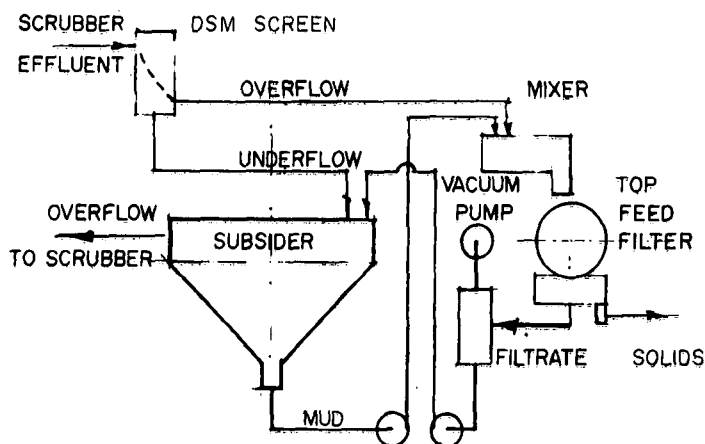 SCRUBBER
EFFLUENT
DSM SCREEN
OVERFLOW
MIXER
UNDERFLOW
VACUUM
PUMP
TOP
FEED
FILTER
OVERFLOW
TO SCRUBBER
SUBSIDER
FILTRATE
SOLIDS
MUD